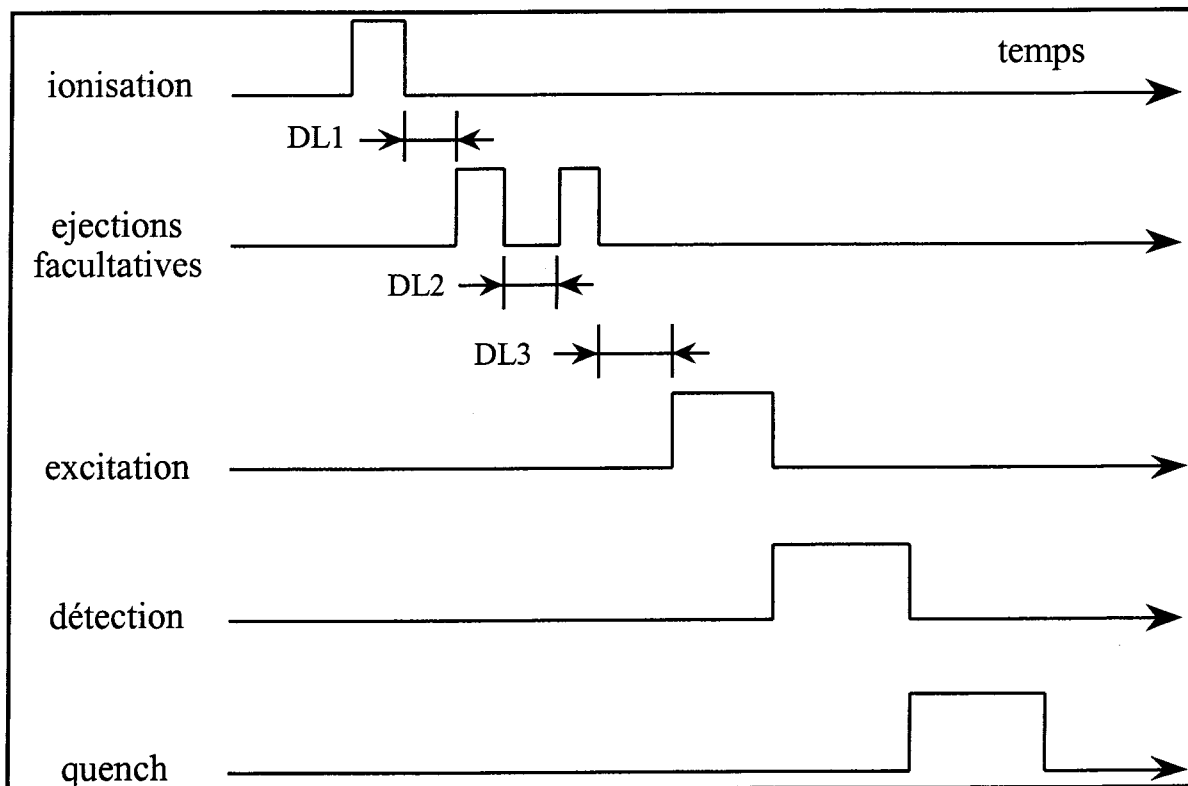 temps
ionisation
DL1
ejections
facultatives
DL2
DL3
excitation
détection
quench